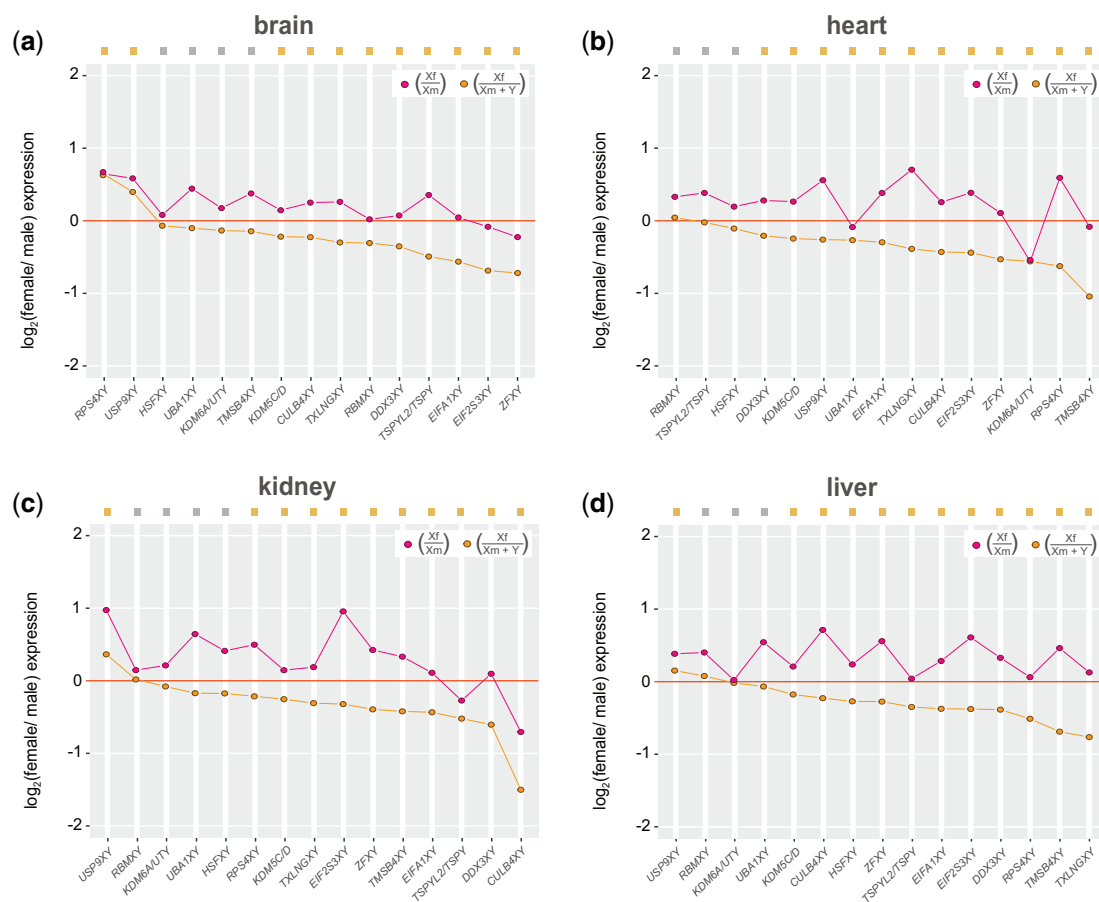 (a)
brain
2
1
0
-1
-2
log2(female/ male) expression
(Xf/Xm) (Xf/Xm + Y)
RPS4XY
USP9XY
HSFXY
UBA1XY
KDM6A/UTY
TMSB4XY
KDM5C/D
CULB4XY
TXLNGXY
RBMXY
DDX3XY
TSPYL2/TSPY
EIFA1XY
EIF2S3XY
ZFXY
(b)
heart
2
1
0
-1
-2
log2(female/ male) expression
(Xf/Xm) (Xf/Xm + Y)
RBMXY
TSPYL2/TSPY
HSFXY
DDX3XY
KDM5C/D
USP9XY
UBA1XY
EIFA1XY
TXLNGXY
CULB4XY
EIF2S3XY
ZFXY
KDM6A/UTY
RPS4XY
TMSB4XY
(c)
kidney
2
1
0
-1
-2
log2(female/ male) expression
(Xf/Xm) (Xf/Xm + Y)
USP9XY
RBMXY
KDM6A/UTY
UBA1XY
HSFXY
RPS4XY
KDM5C/D
TXLNGXY
EIF2S3XY
ZFXY
TMSB4XY
EIFA1XY
TSPYL2/TSPY
DDX3XY
CULB4XY
(d)
liver
2
1
0
-1
-2
log2(female/ male) expression
(Xf/Xm) (Xf/Xm + Y)
USP9XY
RBMXY
KDM6A/UTY
UBA1XY
KDM5C/D
CULB4XY
HSFXY
ZFXY
TSPYL2/TSPY
EIFA1XY
EIF2S3XY
DDX3XY
RPS4XY
TMSB4XY
TXLNGXY